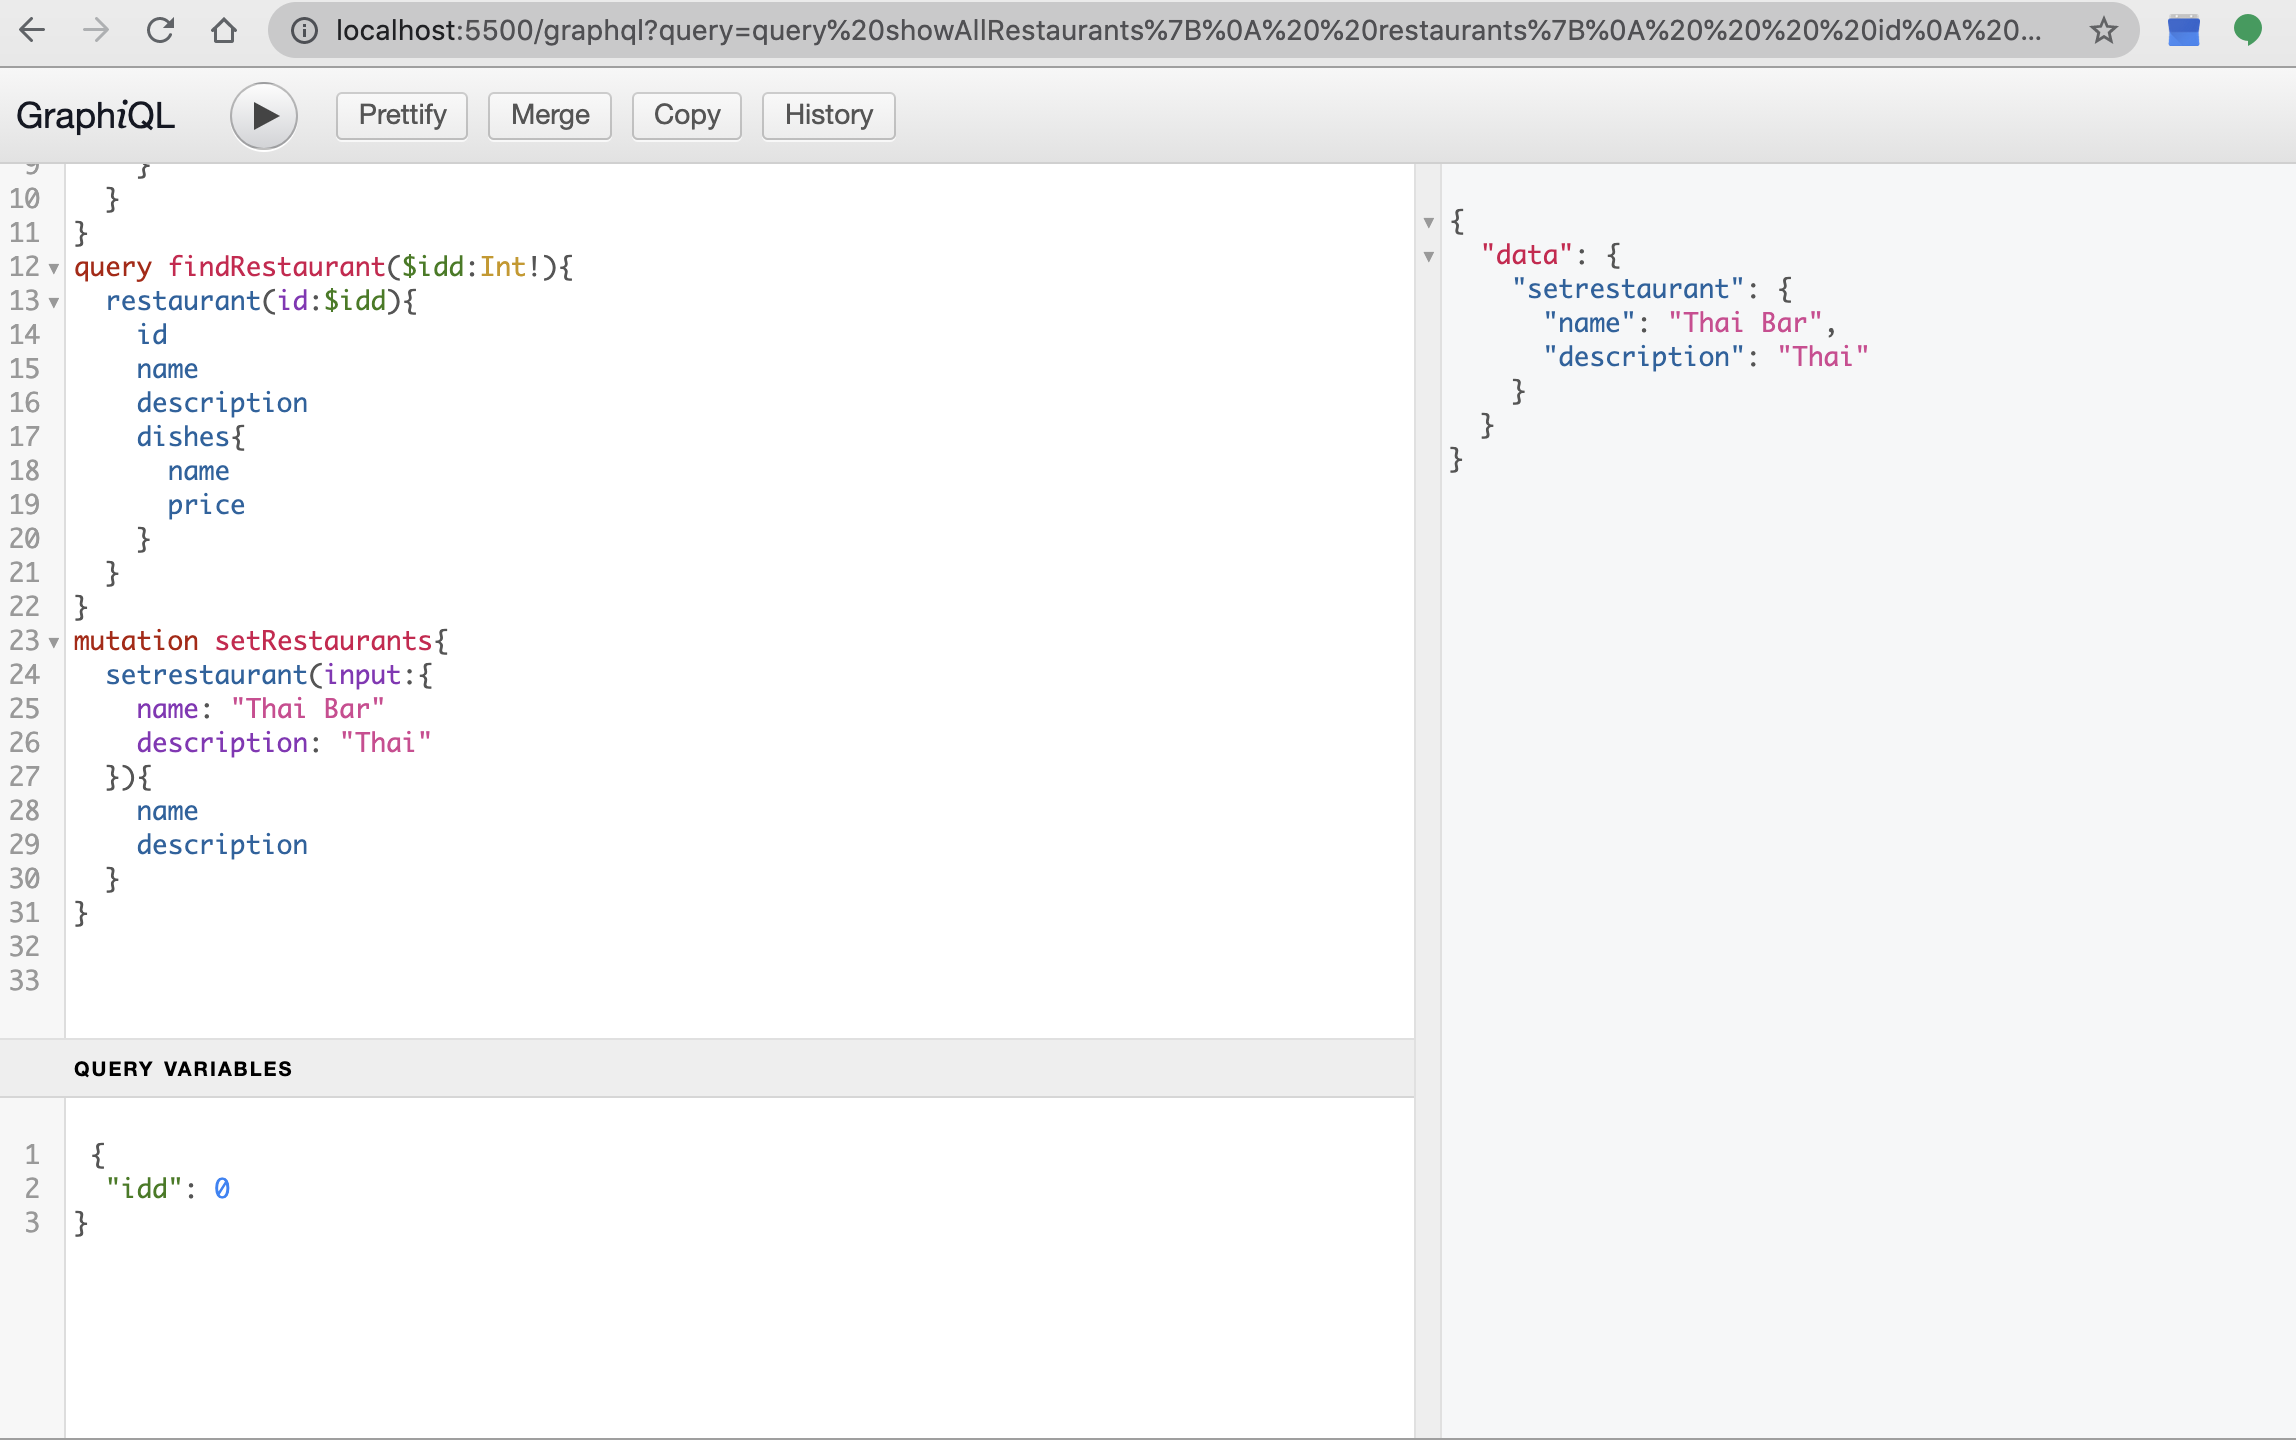 localhost:5500/graphql?query=query%20showAllRestaurants%7B%0A%20%20restaurants%7B%0A%20%20%20%20id%0A%20...
GraphiQL Prettify Merge Copy History
9     }
10   }
11 }
12 query findRestaurant($idd:Int!){
13   restaurant(id:$idd){
14     id
15     name
16     description
17     dishes{
18       name
19       price
20     }
21   }
22 }
23 mutation setRestaurants{
24   setrestaurant(input:{
25     name: "Thai Bar"
26     description: "Thai"
27   }){
28     name
29     description
30   }
31 }
32
33
QUERY VARIABLES
1  {
2   "idd": 0
3 }
{
  "data": {
    "setrestaurant": {
      "name": "Thai Bar",
      "description": "Thai"
    }
  }
}